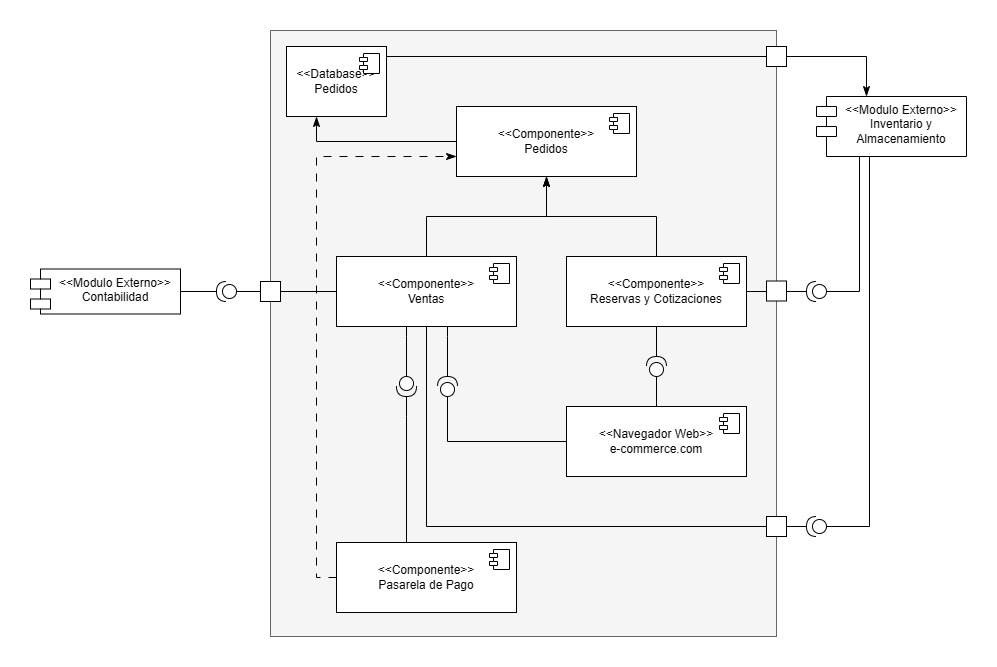 <<Database>>
Pedidos
<<Componente>>
Pedidos
<<Modulo Externo>>
Inventario y
Almacenamiento
<<Modulo Externo>>
Contabilidad
<<Componente>>
Ventas
<<Componente>>
Reservas y Cotizaciones
<<Navegador Web>>
e-commerce.com
<<Componente>>
Pasarela de Pago